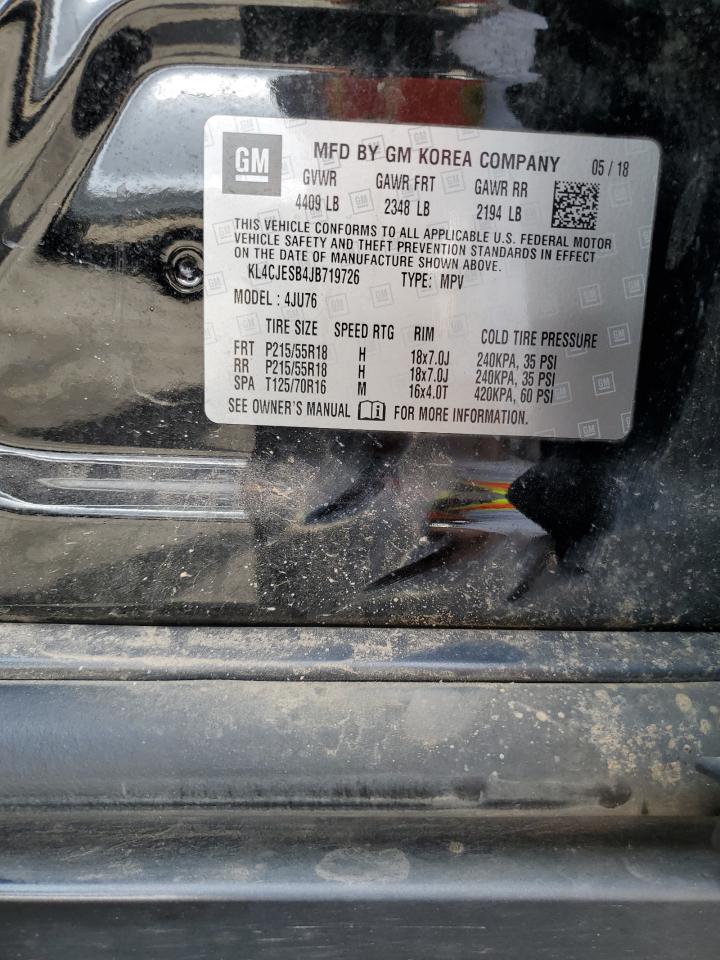 GM
MFD BY GM KOREA COMPANY 05 / 18
GVWR GAWR FRT GAWR RR
4409 LB 2348 LB 2194 LB
THIS VEHICLE CONFORMS TO ALL APPLICABLE U.S. FEDERAL MOTOR
VEHICLE SAFETY AND THEFT PREVENTION STANDARDS IN EFFECT
ON THE DATE OF MANUFACTURE SHOWN ABOVE.
KL4CJESB4JB719726 TYPE: MPV
MODEL : 4JU76
TIRE SIZE SPEED RTG RIM COLD TIRE PRESSURE
FRT P215/55R18 H 18x7.0J 240KPA, 35 PSI
RR P215/55R18 H 18x7.0J 240KPA, 35 PSI
SPA T125/70R16 M 16x4.0T 420KPA, 60 PSI
SEE OWNER'S MANUAL FOR MORE INFORMATION.